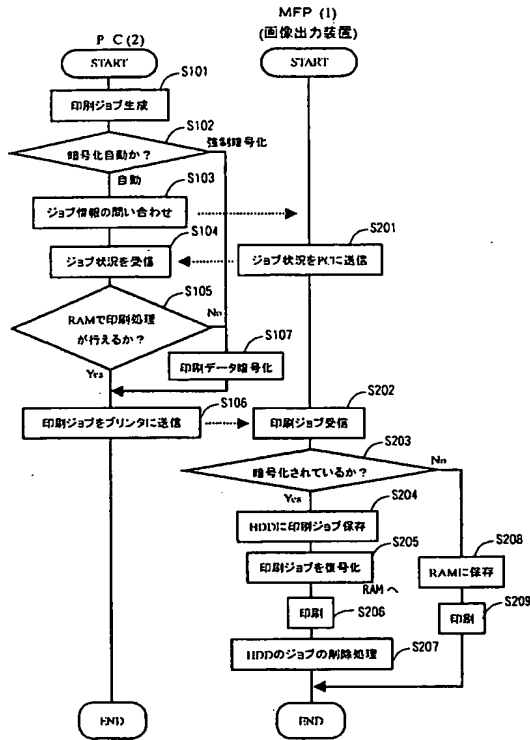 MFP (1)
(画像出力装置)
P C (2)
START
START
S101
印刷ジョブ生成
S102
暗号化自動か?
強制暗号化
自動
S103
ジョブ情報の問い合わせ
S104
ジョブ状況を受信
S201
ジョブ状況をPCに送信
S105
RAMで印刷処理
が行えるか?
No
S107
印刷データ暗号化
Yes
S106
印刷ジョブをプリンタに送信
S202
印刷ジョブ受信
S203
暗号化されているか?
No
Yes
S204
HDDに印刷ジョブ保存
S205
印刷ジョブを復号化
RAMへ
S208
RAMに保存
S206
印刷
S209
印刷
S207
HDDのジョブの削除処理
END
END